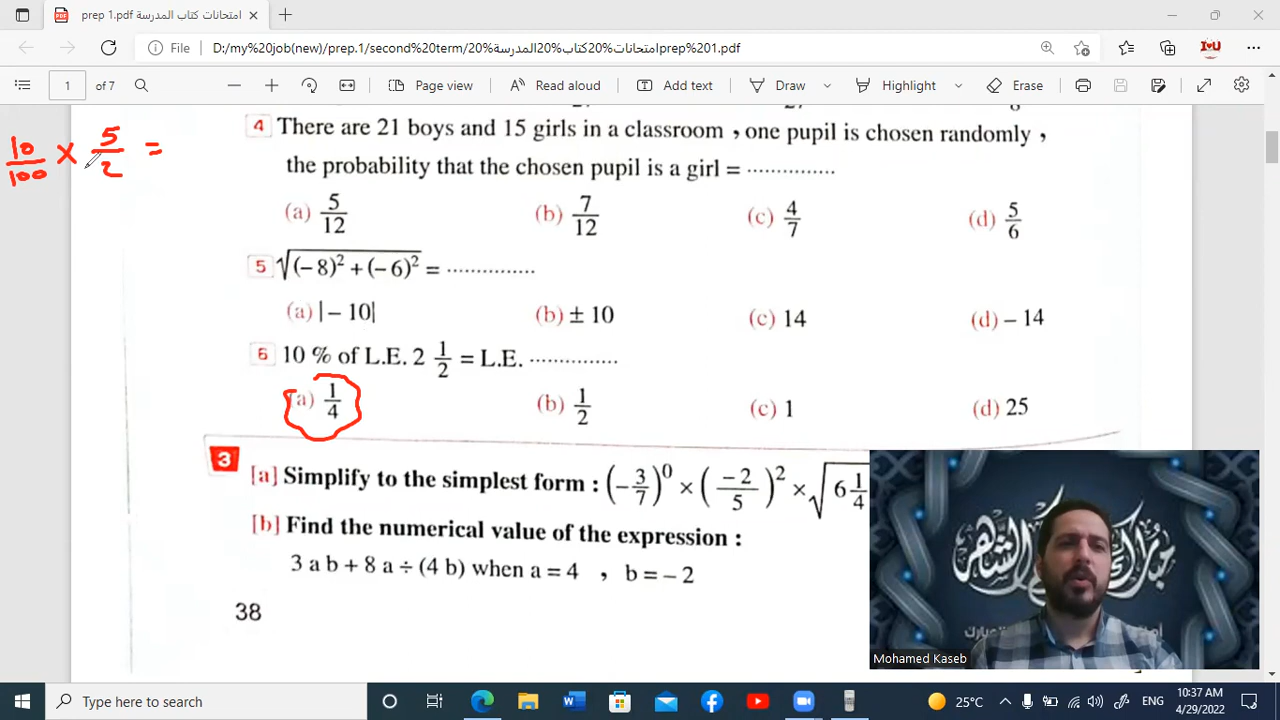 امتحانات كتاب المدرسة prep 1.pdf
File D:/my%20job(new)/prep.1/second%20term/امتحانات%20كتاب%20المدرسة%20prep%201.pdf
1 of 7 Page view Read aloud Add text Draw Highlight Erase
10/100 × 5/2 =
4 There are 21 boys and 15 girls in a classroom , one pupil is chosen randomly ,
the probability that the chosen pupil is a girl = ...............
(a) 5/12 (b) 7/12 (c) 4/7 (d) 5/6
5 √((– 8)² + (– 6)²) = ...............
(a) |– 10| (b) ± 10 (c) 14 (d) – 14
6 10 % of L.E. 2 1/2 = L.E. ...............
(a) 1/4 (b) 1/2 (c) 1 (d) 25
3 [a] Simplify to the simplest form : (– 3/7)⁰ × (– 2/5)² × √(6 1/4
[b] Find the numerical value of the expression :
3 a b + 8 a ÷ (4 b) when a = 4 , b = – 2
38
مبارك
الشهر
Mohamed Kaseb
Type here to search
25°C ENG 10:37 AM
4/29/2022